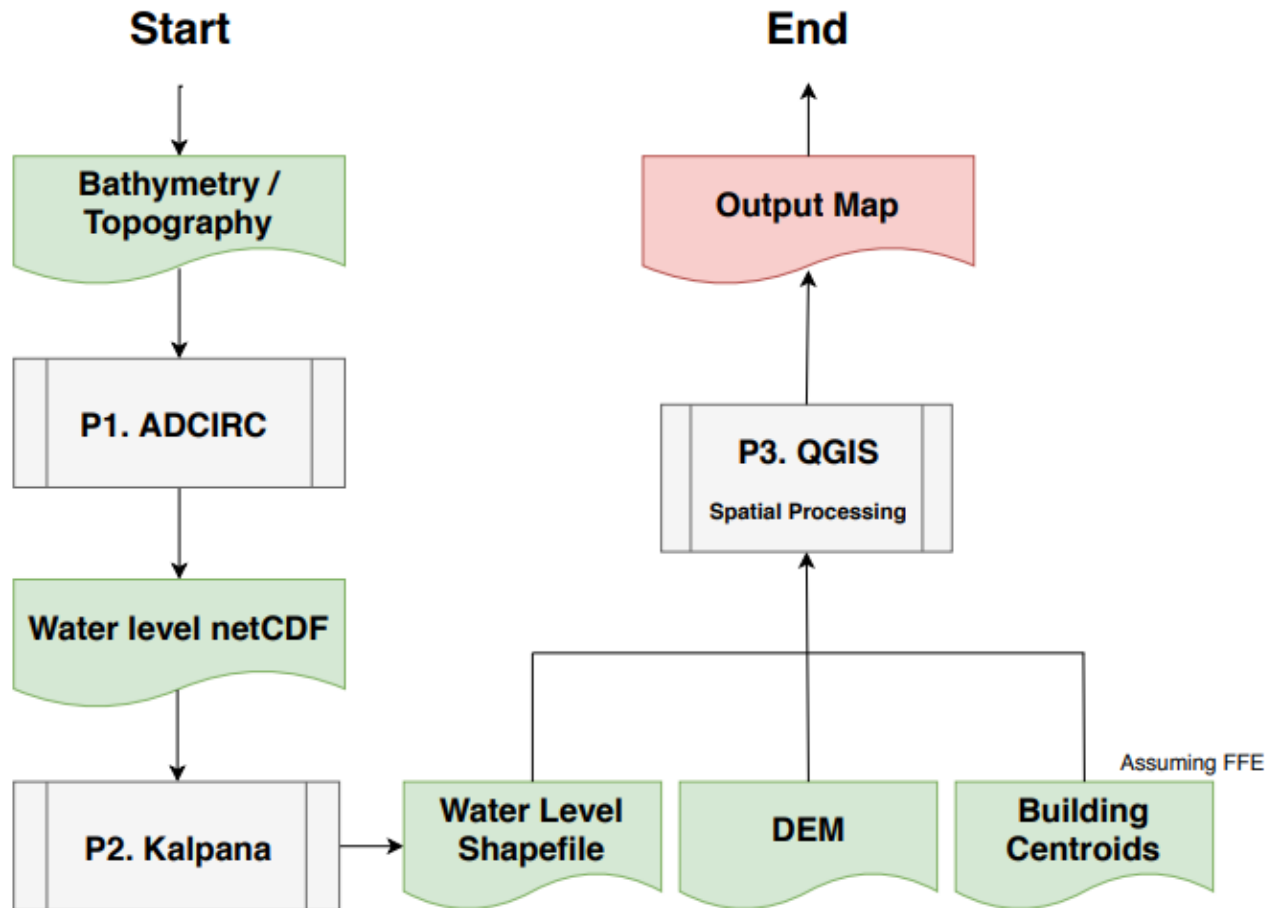 Start
End
Bathymetry /
Topography
Output Map
P1. ADCIRC
P3. QGIS
Spatial Processing
Water level netCDF
Assuming FFE
P2. Kalpana
Water Level
Shapefile
DEM
Building
Centroids